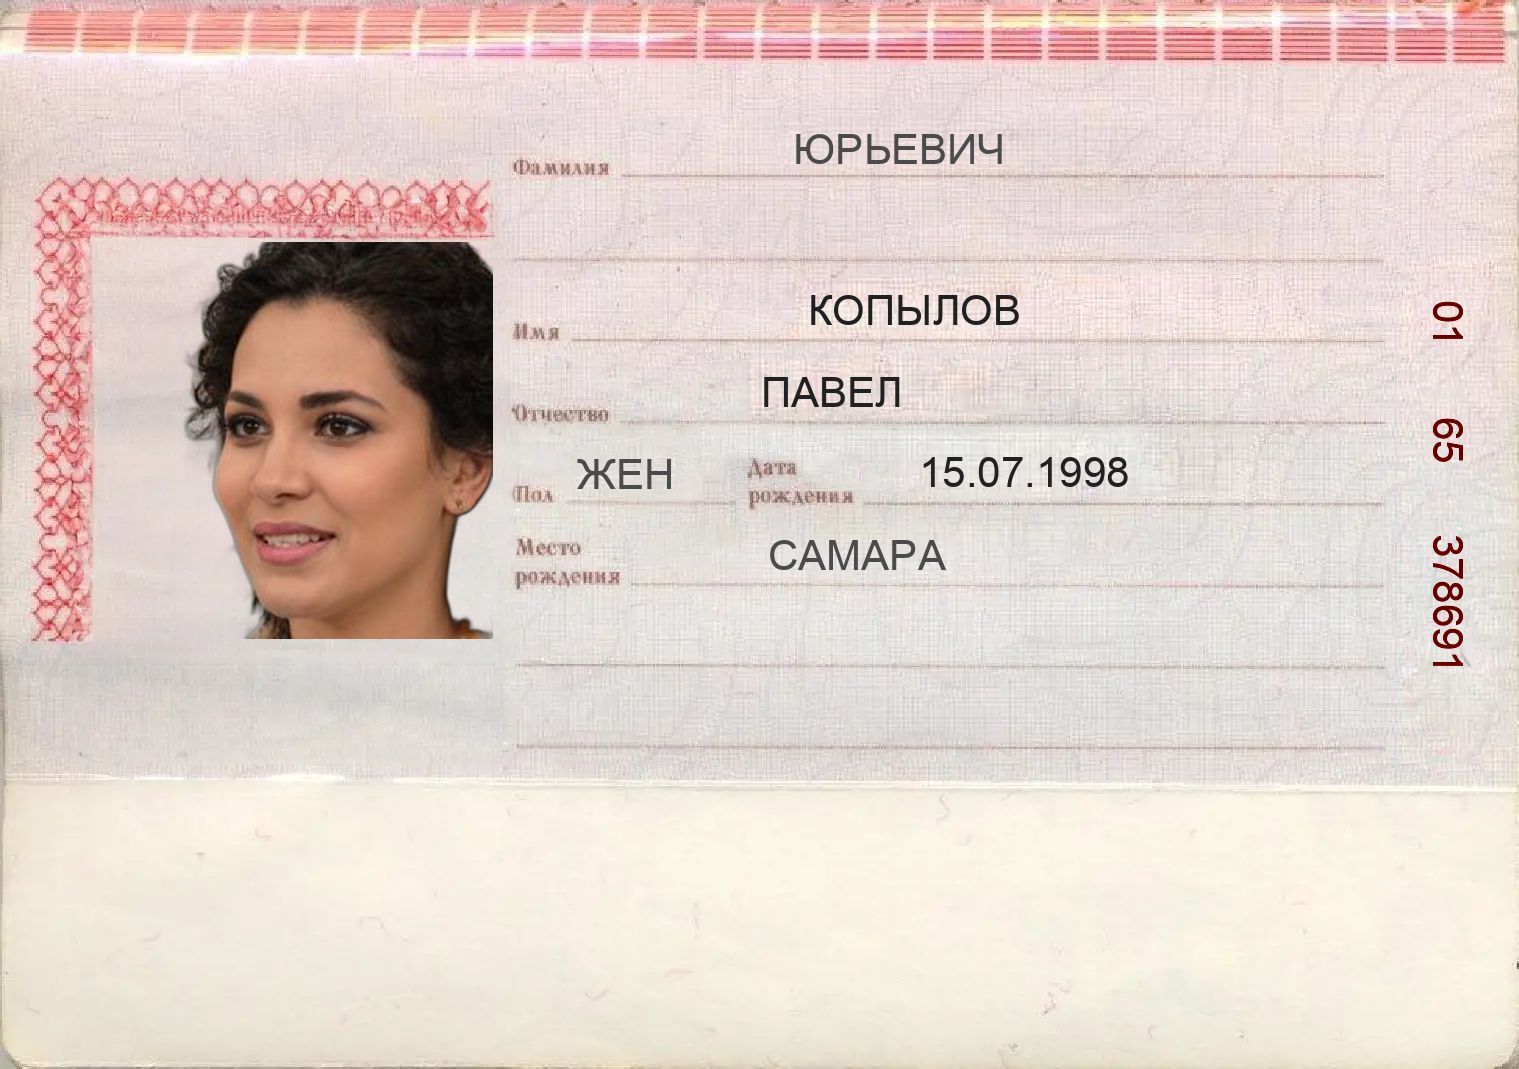 Фамилия ЮРЬЕВИЧ
Имя КОПЫЛОВ
Отчество ПАВЕЛ
Пол ЖЕН Дата рождения 15.07.1998
Место рождения САМАРА
01 65 378691